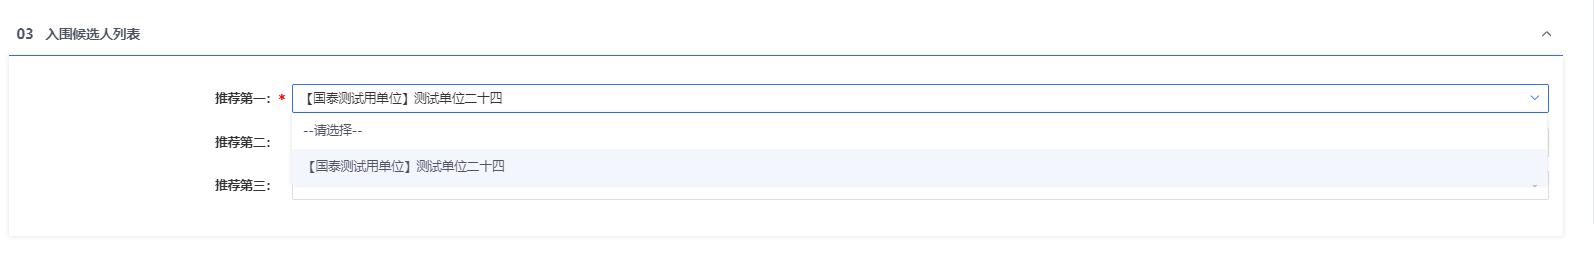 03 入围候选人列表
推荐第一： * 【国泰测试用单位】测试单位二十四
--请选择--
推荐第二：
【国泰测试用单位】测试单位二十四
推荐第三：